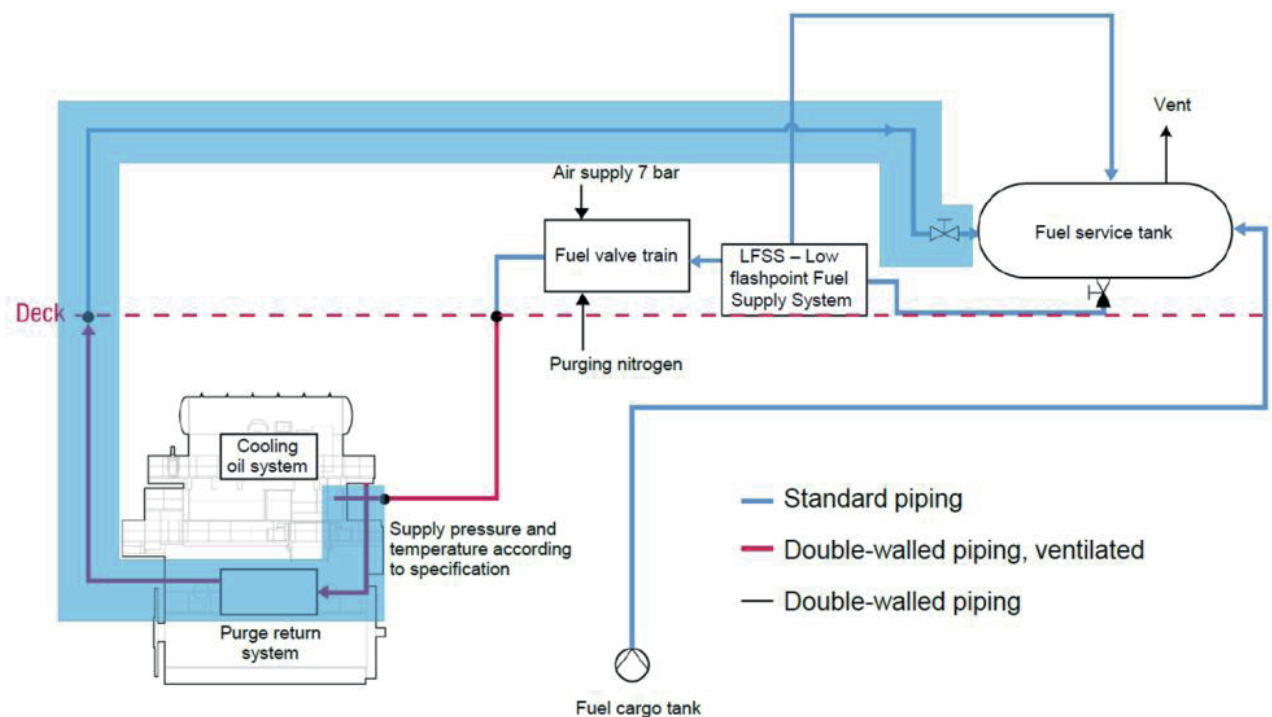 Vent
Air supply 7 bar
Fuel valve train
LFSS – Low
flashpoint Fuel
Supply System
Fuel service tank
Deck
Purging nitrogen
Cooling
oil system
Supply pressure and
temperature according
to specification
Purge return
system
Fuel cargo tank
Standard piping
Double-walled piping, ventilated
Double-walled piping